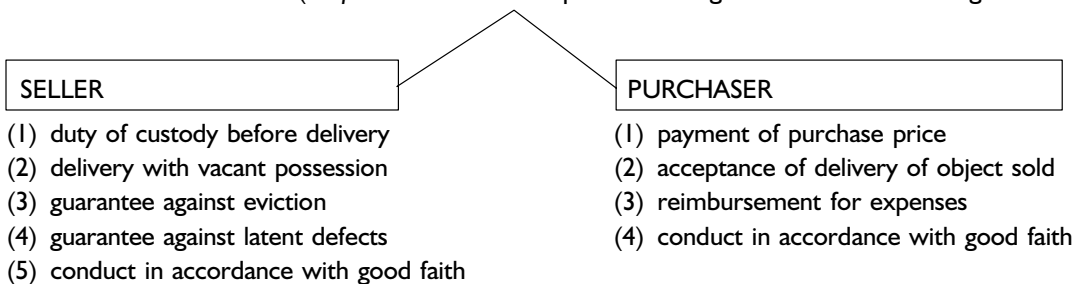 SELLER
(1) duty of custody before delivery
(2) delivery with vacant possession
(3) guarantee against eviction
(4) guarantee against latent defects
(5) conduct in accordance with good faith
PURCHASER
(1) payment of purchase price
(2) acceptance of delivery of object sold
(3) reimbursement for expenses
(4) conduct in accordance with good faith